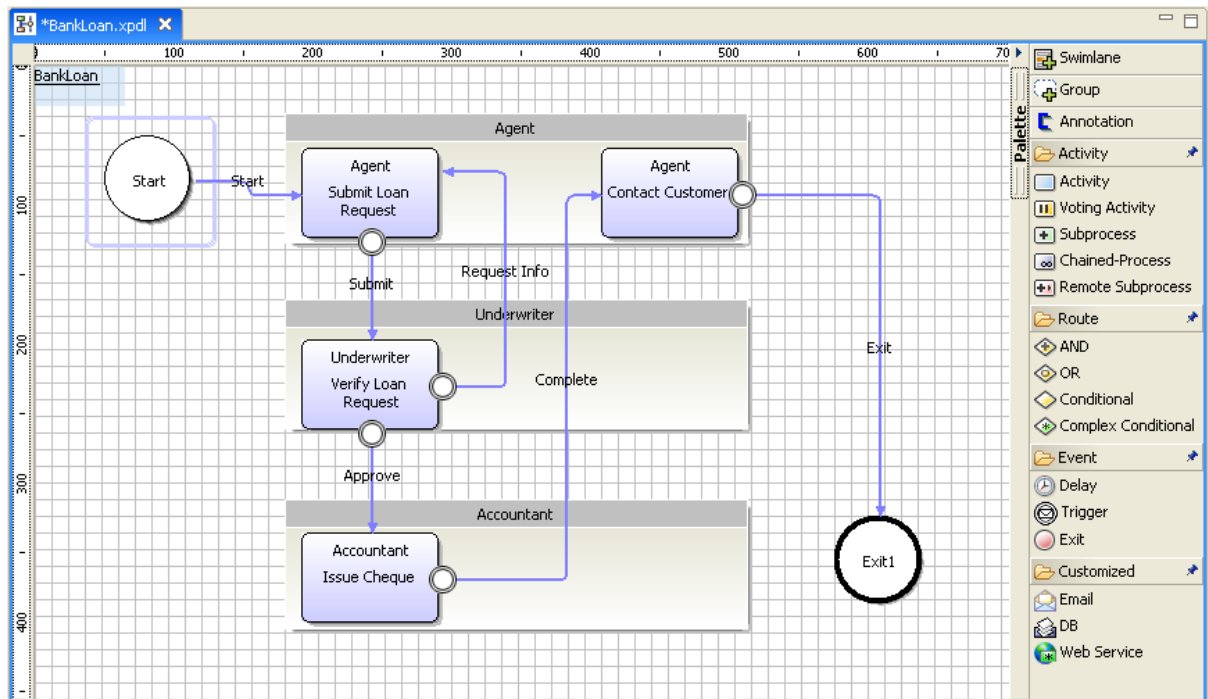 *BankLoan.xpdl
0 100 200 300 400 500 600 70
BankLoan
Agent
Start
Start
Agent
Submit Loan
Request
Agent
Contact Customer
Submit
Request Info
Underwriter
Underwriter
Verify Loan
Request
Complete
Exit
Approve
Accountant
Accountant
Issue Cheque
Exit1
0
100
200
300
400
Palette
Swimlane
Group
Annotation
Activity
Activity
Voting Activity
Subprocess
Chained-Process
Remote Subprocess
Route
AND
OR
Conditional
Complex Conditional
Event
Delay
Trigger
Exit
Customized
Email
DB
Web Service